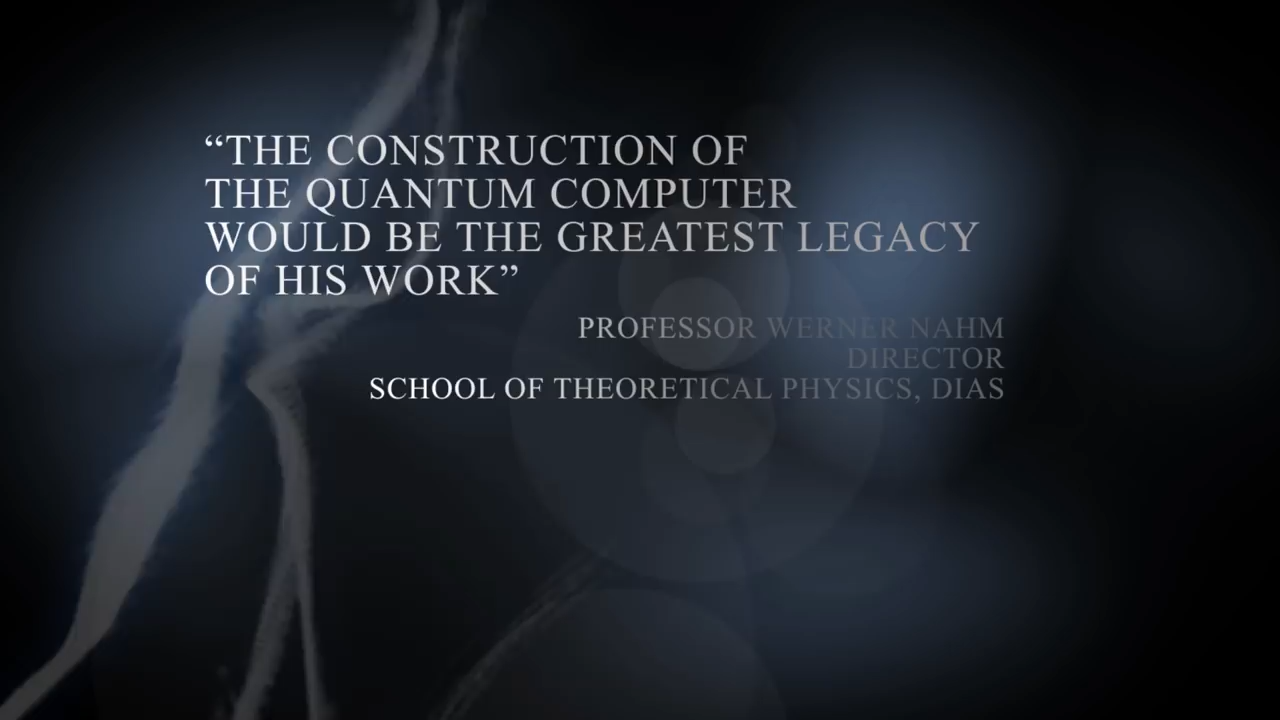 “THE CONSTRUCTION OF
THE QUANTUM COMPUTER
WOULD BE THE GREATEST LEGACY
OF HIS WORK”
PROFESSOR WERNER NAHM
DIRECTOR
SCHOOL OF THEORETICAL PHYSICS, DIAS